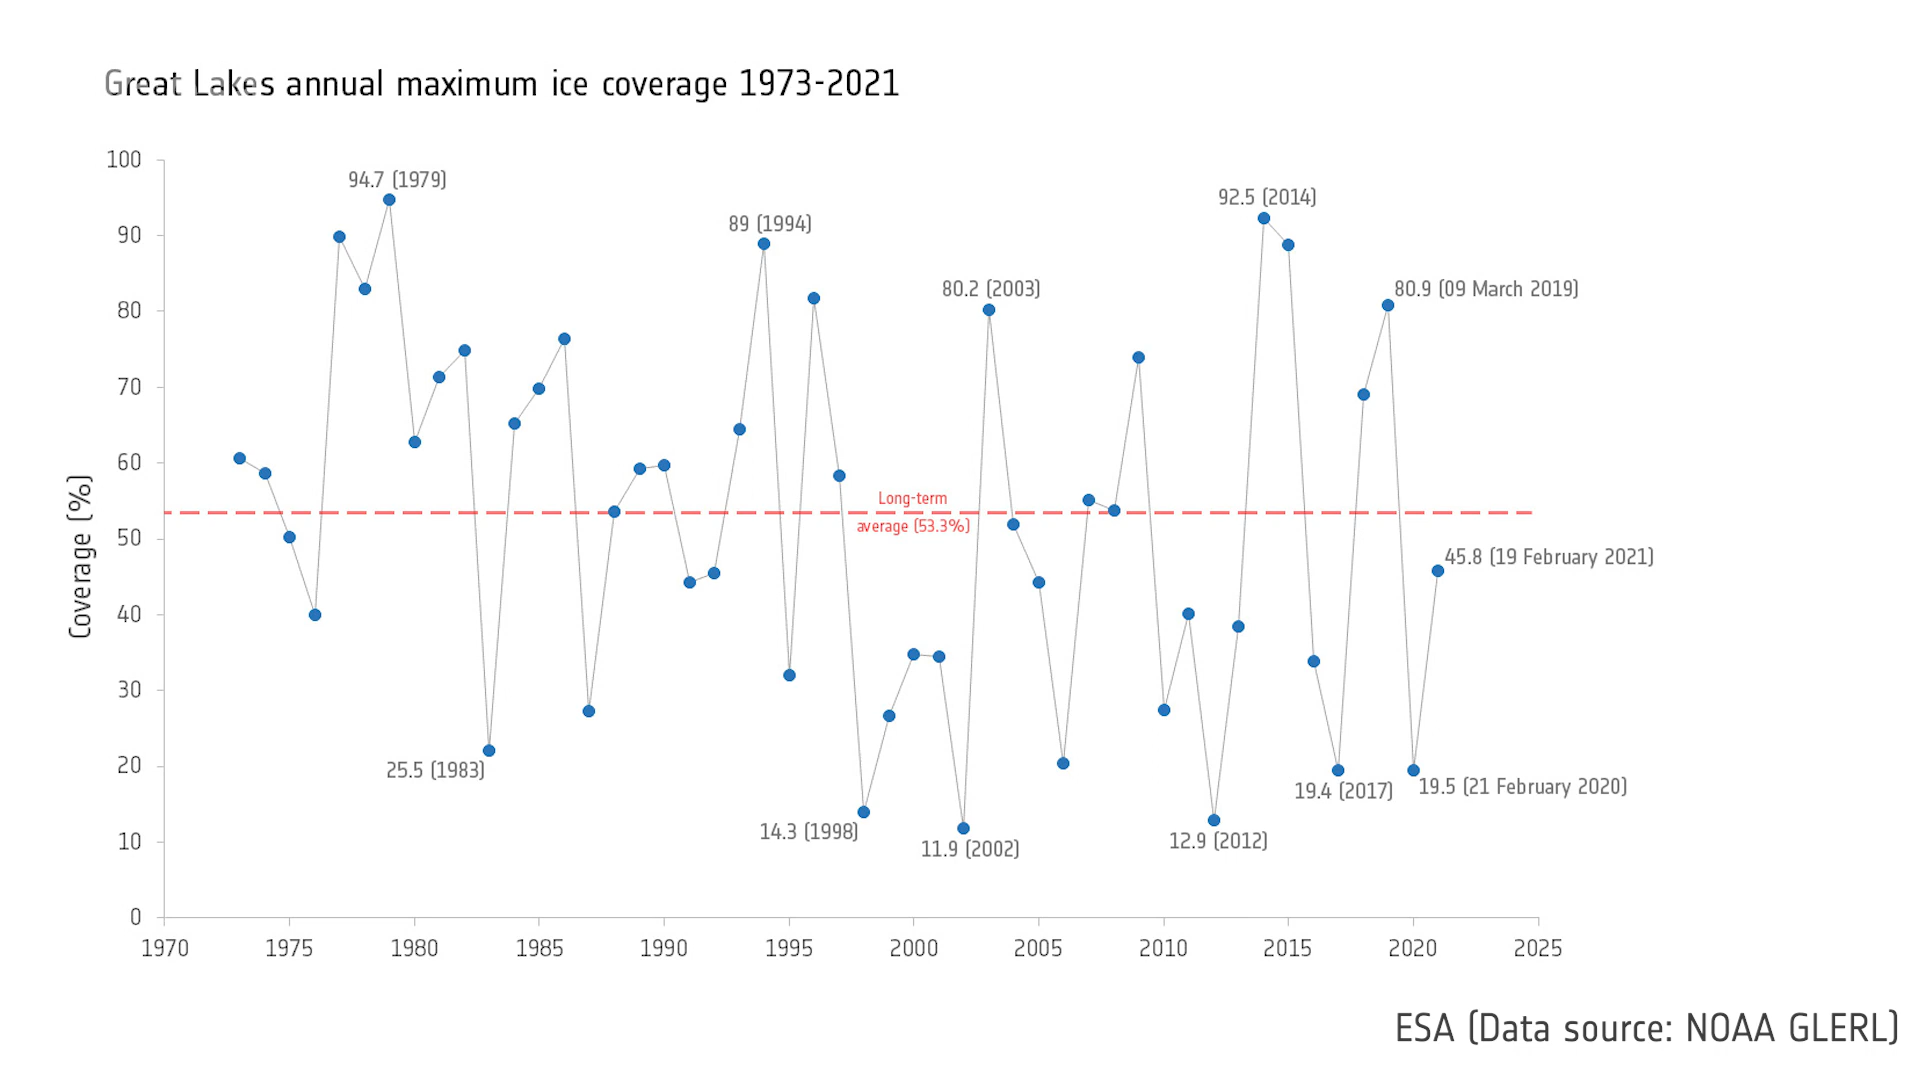 Great Lakes annual maximum ice coverage 1973-2021
100
94.7 (1979)
92.5 (2014)
89 (1994)
90
80.2 (2003)
80.9 (09 March 2019)
80
70
60
Coverage (%)
Long-term
average (53.3%)
50
45.8 (19 February 2021)
40
30
25.5 (1983)
20
19.4 (2017)
19.5 (21 February 2020)
14.3 (1998)
11.9 (2002)
12.9 (2012)
10
0
1970 1975 1980 1985 1990 1995 2000 2005 2010 2015 2020 2025
ESA (Data source: NOAA GLERL)